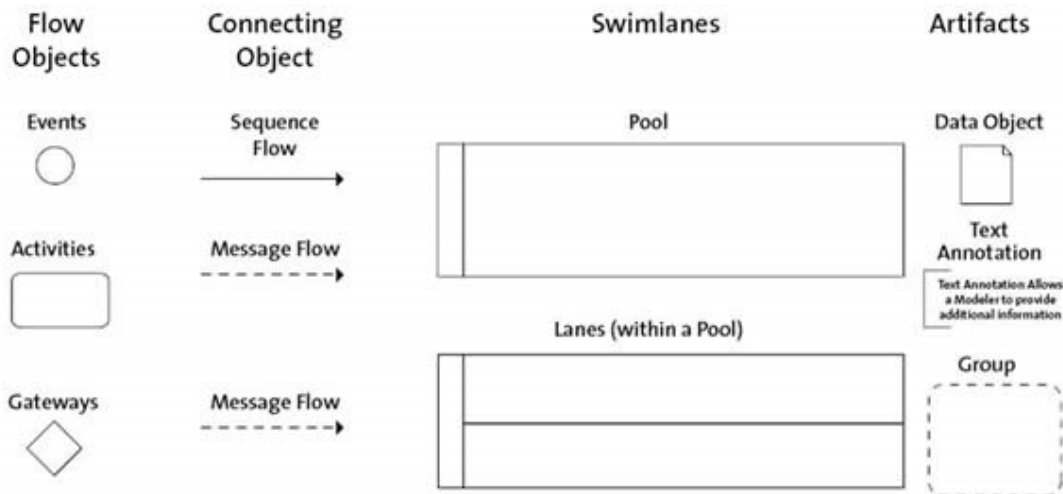 Flow
Objects
Connecting
Object
Swimlanes
Artifacts
Events
Sequence
Flow
Pool
Data Object
Activities
Message Flow
Text
Annotation
Text Annotation Allows
a Modeler to provide
additional information
Lanes (within a Pool)
Gateways
Message Flow
Group